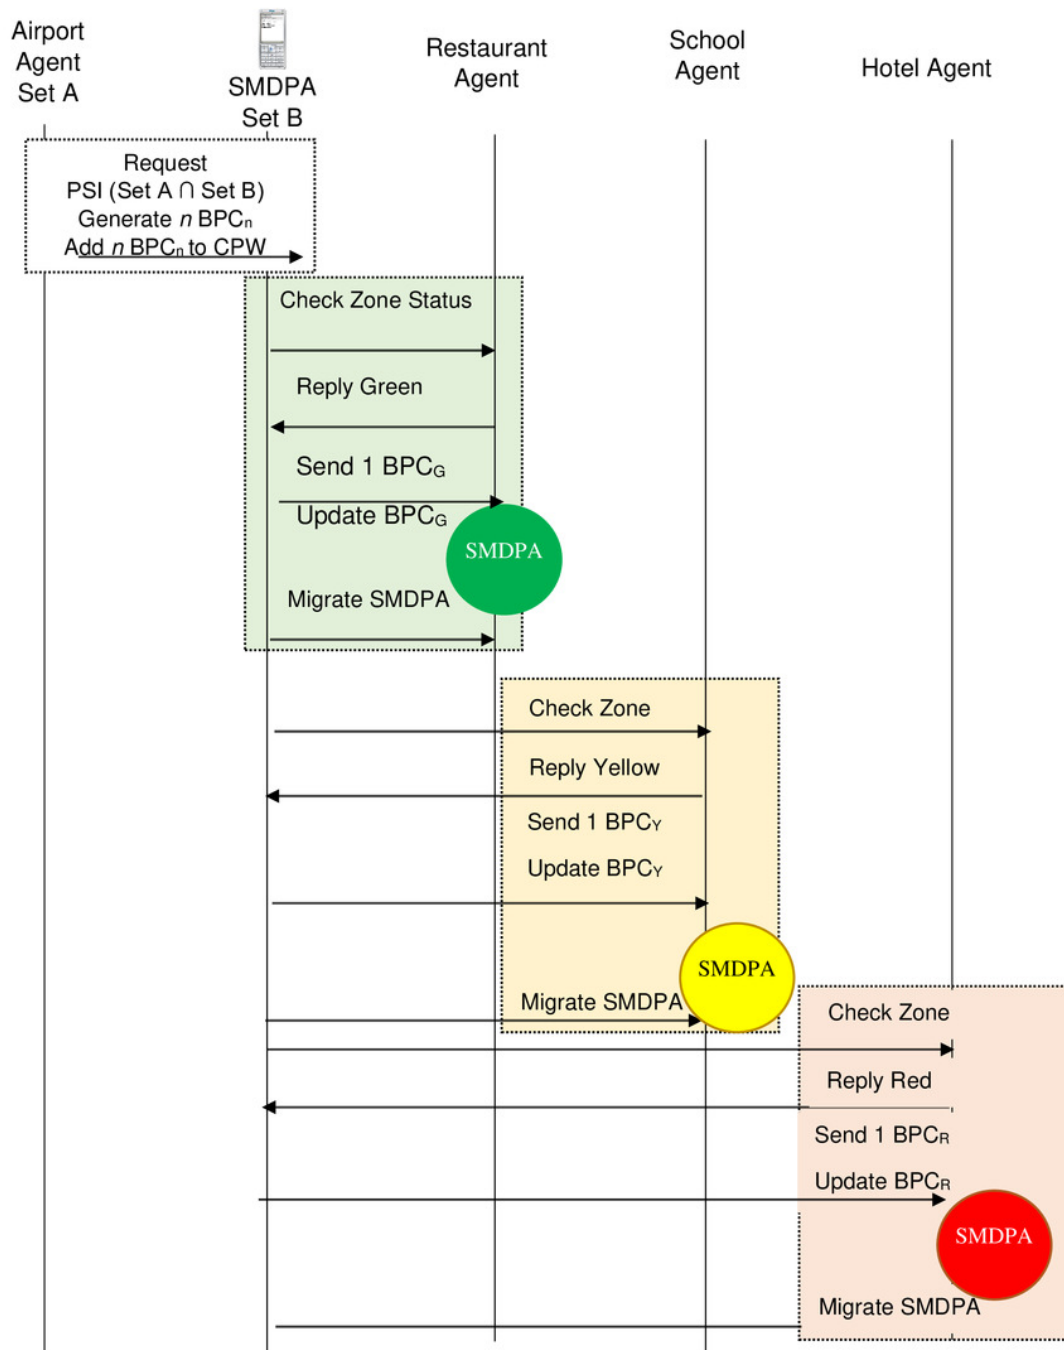 Airport
Agent
Set A
SMDPA
Set B
Restaurant
Agent
School
Agent
Hotel Agent
Request
PSI (Set A ∩ Set B)
Generate n BPCn
Add n BPCn to CPW
Check Zone Status
Reply Green
Send 1 BPCG
Update BPCG
SMDPA
Migrate SMDPA
Check Zone
Reply Yellow
Send 1 BPCY
Update BPCY
SMDPA
Migrate SMDPA
Check Zone
Reply Red
Send 1 BPCR
Update BPCR
SMDPA
Migrate SMDPA